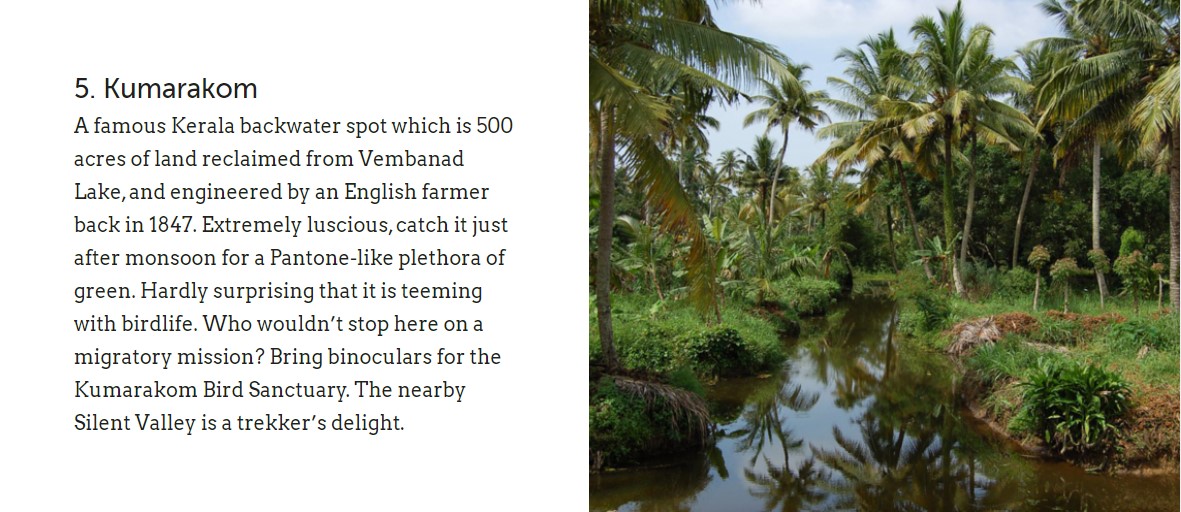 5. Kumarakom
A famous Kerala backwater spot which is 500
acres of land reclaimed from Vembanad
Lake, and engineered by an English farmer
back in 1847. Extremely luscious, catch it just
after monsoon for a Pantone-like plethora of
green. Hardly surprising that it is teeming
with birdlife. Who wouldn’t stop here on a
migratory mission? Bring binoculars for the
Kumarakom Bird Sanctuary. The nearby
Silent Valley is a trekker’s delight.